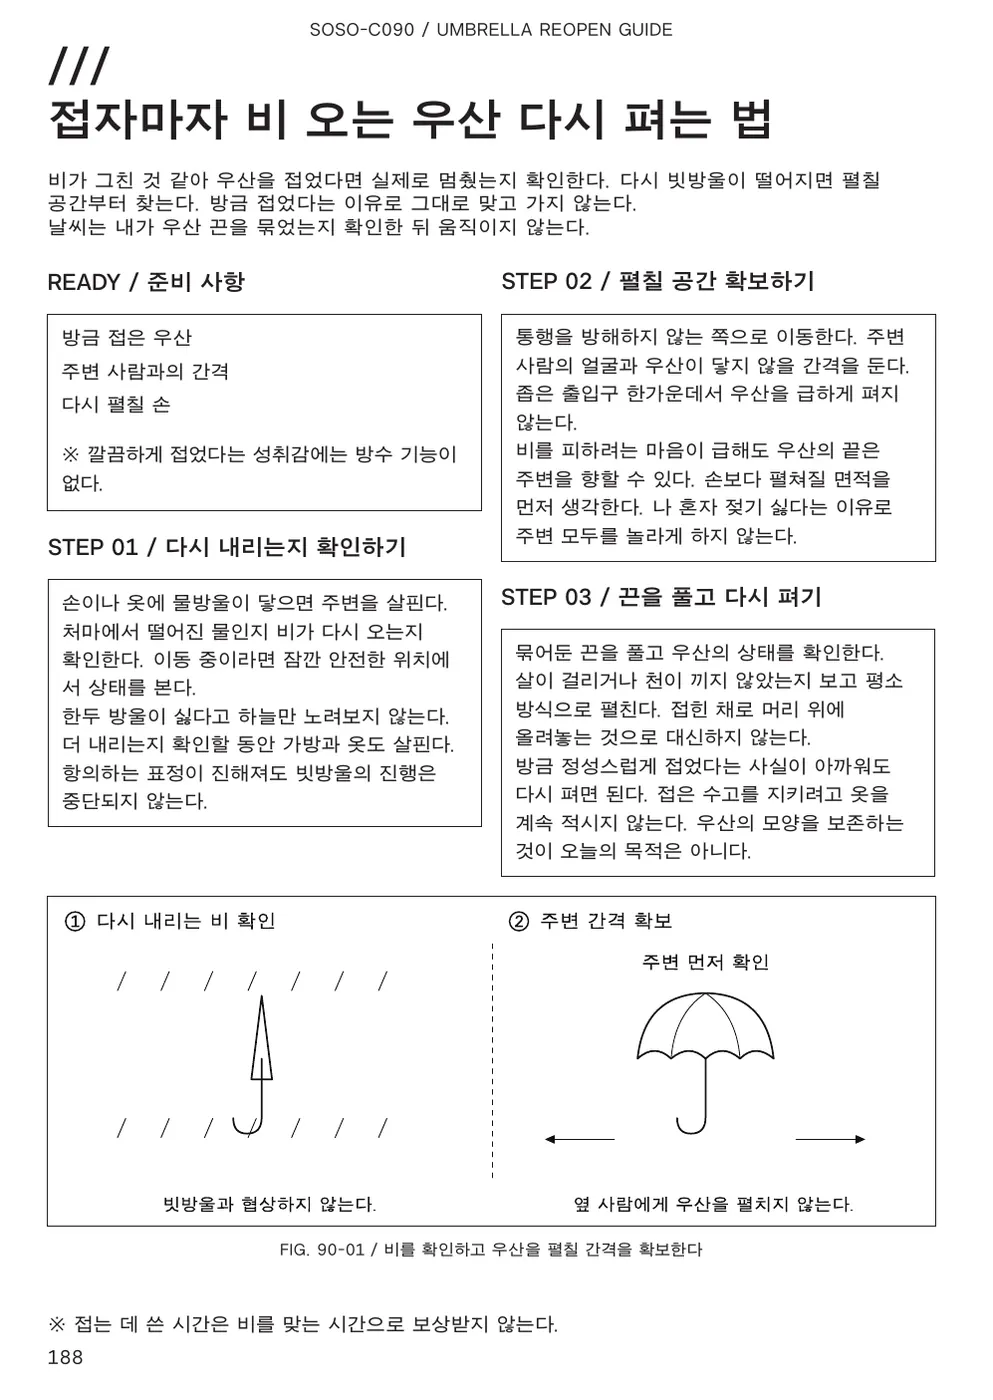 SOSO-C090 / UMBRELLA REOPEN GUIDE
///
접자마자 비 오는 우산 다시 펴는 법
비가 그친 것 같아 우산을 접었다면 실제로 멈췄는지 확인한다. 다시 빗방울이 떨어지면 펼칠
공간부터 찾는다. 방금 접었다는 이유로 그대로 맞고 가지 않는다.
날씨는 내가 우산 끈을 묶었는지 확인한 뒤 움직이지 않는다.
READY / 준비 사항
방금 접은 우산
주변 사람과의 간격
다시 펼칠 손
※ 깔끔하게 접었다는 성취감에는 방수 기능이
없다.
STEP 01 / 다시 내리는지 확인하기
손이나 옷에 물방울이 닿으면 주변을 살핀다.
처마에서 떨어진 물인지 비가 다시 오는지
확인한다. 이동 중이라면 잠깐 안전한 위치에
서 상태를 본다.
한두 방울이 싫다고 하늘만 노려보지 않는다.
더 내리는지 확인할 동안 가방과 옷도 살핀다.
항의하는 표정이 진해져도 빗방울의 진행은
중단되지 않는다.
STEP 02 / 펼칠 공간 확보하기
통행을 방해하지 않는 쪽으로 이동한다. 주변
사람의 얼굴과 우산이 닿지 않을 간격을 둔다.
좁은 출입구 한가운데서 우산을 급하게 펴지
않는다.
비를 피하려는 마음이 급해도 우산의 끝은
주변을 향할 수 있다. 손보다 펼쳐질 면적을
먼저 생각한다. 나 혼자 젖기 싫다는 이유로
주변 모두를 놀라게 하지 않는다.
STEP 03 / 끈을 풀고 다시 펴기
묶어둔 끈을 풀고 우산의 상태를 확인한다.
살이 걸리거나 천이 끼지 않았는지 보고 평소
방식으로 펼친다. 접힌 채로 머리 위에
올려놓는 것으로 대신하지 않는다.
방금 정성스럽게 접었다는 사실이 아까워도
다시 펴면 된다. 접은 수고를 지키려고 옷을
계속 적시지 않는다. 우산의 모양을 보존하는
것이 오늘의 목적은 아니다.
① 다시 내리는 비 확인
빗방울과 협상하지 않는다.
② 주변 간격 확보
주변 먼저 확인
옆 사람에게 우산을 펼치지 않는다.
FIG. 90-01 / 비를 확인하고 우산을 펼칠 간격을 확보한다
※ 접는 데 쓴 시간은 비를 맞는 시간으로 보상받지 않는다.
188